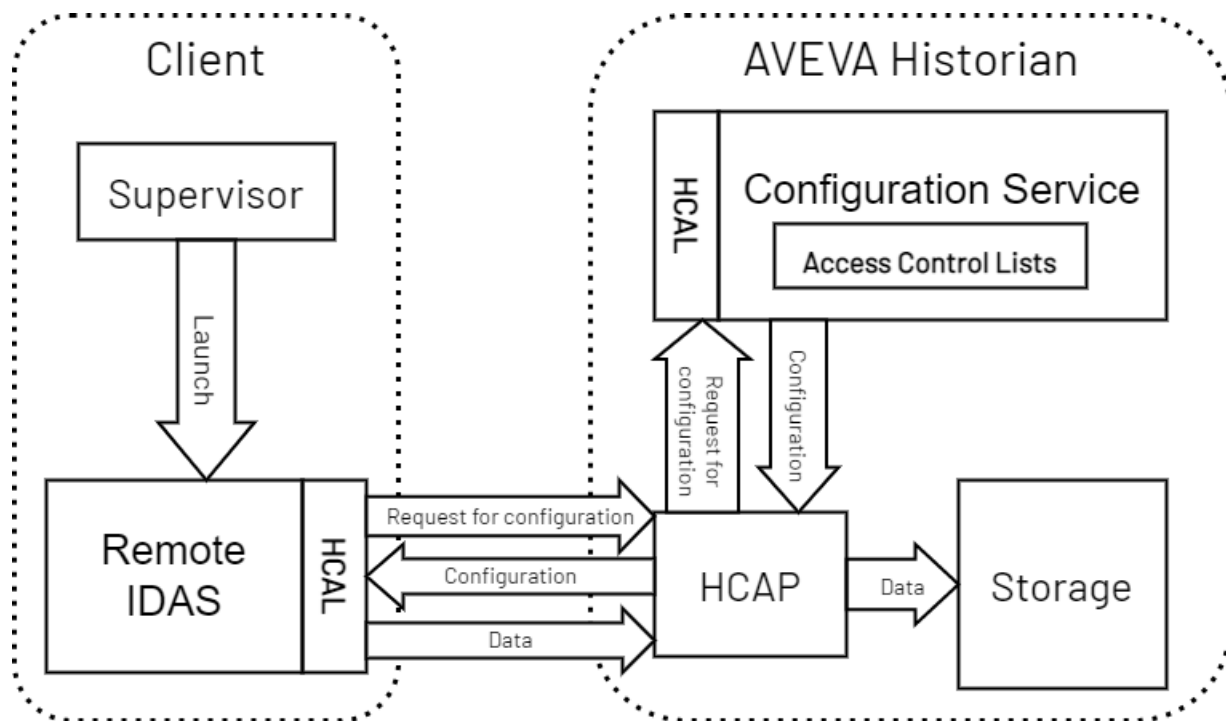 Client
Supervisor
Launch
Remote
IDAS
HCAL
Request for configuration
Configuration
Data
AVEVA Historian
HCAL
Configuration Service
Access Control Lists
Request for
configuration
Configuration
HCAP
Data
Storage